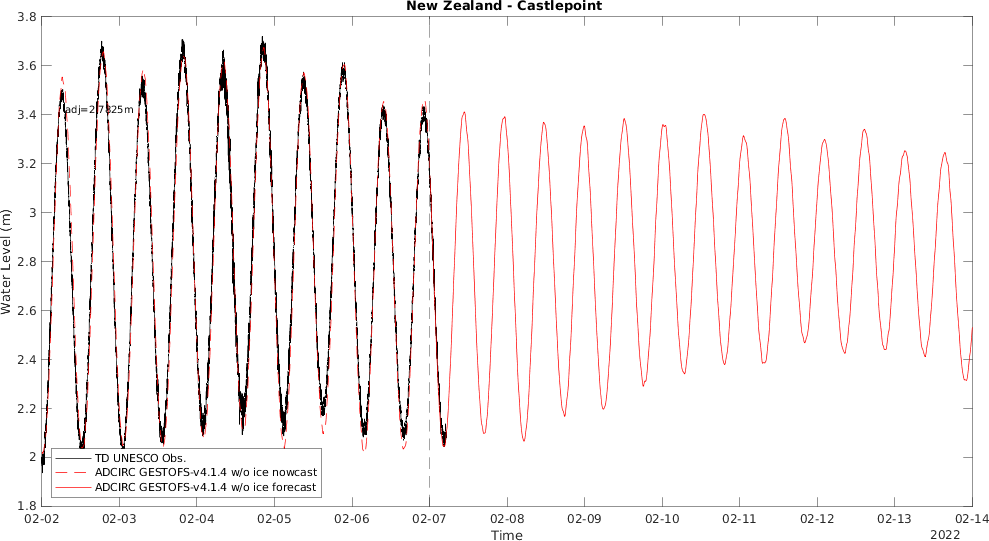 New Zealand - Castlepoint
3.8
3.6
3.4
3.2
3
2.8
2.6
2.4
2.2
2
1.8
Water Level (m)
adj=2.7325m
TD UNESCO Obs.
ADCIRC GESTOFS-v4.1.4 w/o ice nowcast
ADCIRC GESTOFS-v4.1.4 w/o ice forecast
02-02 02-03 02-04 02-05 02-06 02-07 02-08 02-09 02-10 02-11 02-12 02-13 02-14
Time
2022